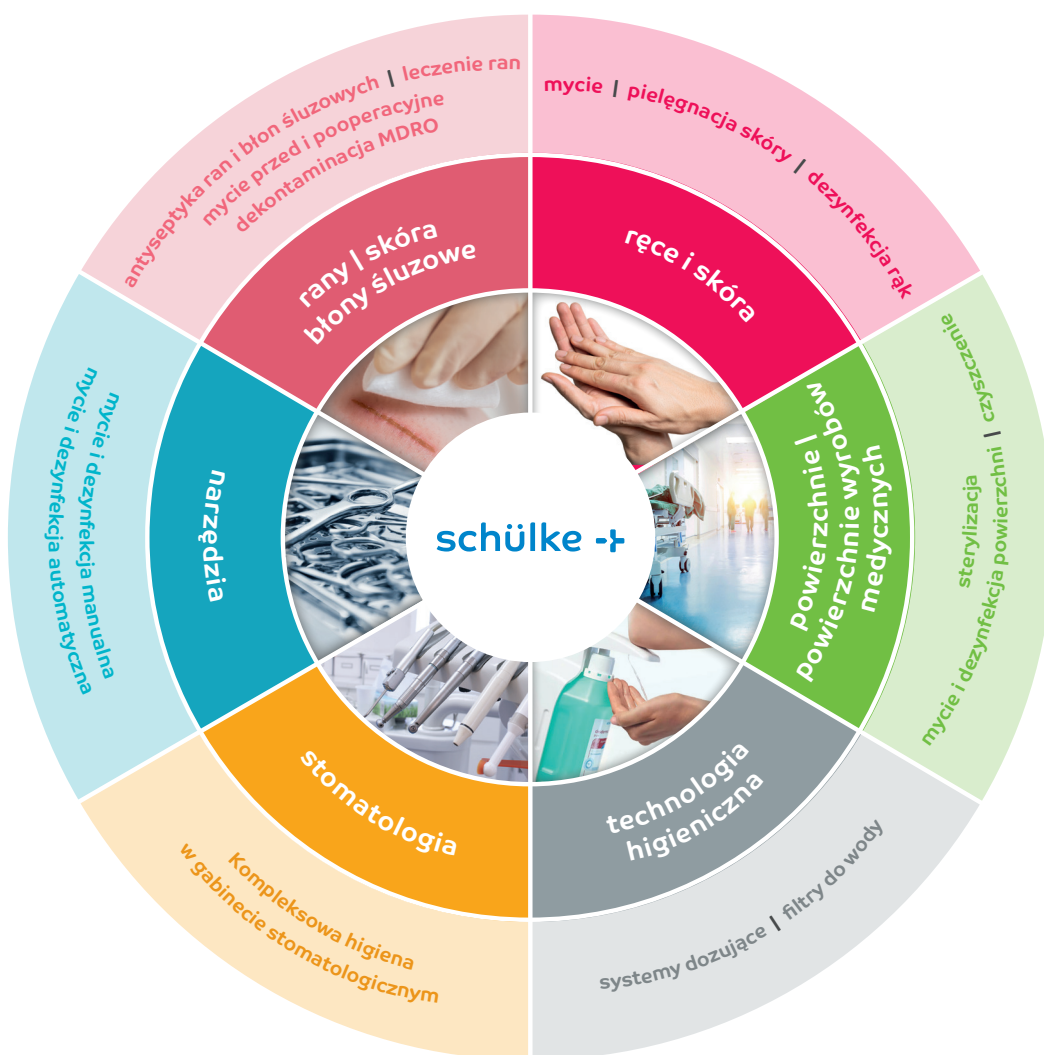 antyseptyka ran i błon śluzowych | leczenie ran
mycie przed i pooperacyjne
dekontaminacja MDRO
rany | skóra
błony śluzowe
mycie | pielęgnacja skóry | dezynfekcja rąk
ręce i skóra
powierzchnie |
powierzchnie wyrobów
medycznych
sterylizacja
mycie i dezynfekcja powierzchni | czyszczenie
technologia
higieniczna
systemy dozujące | filtry do wody
stomatologia
Kompleksowa higiena
w gabinecie stomatologicznym
narzędzia
mycie i dezynfekcja manualna
mycie i dezynfekcja automatyczna
schülke -+